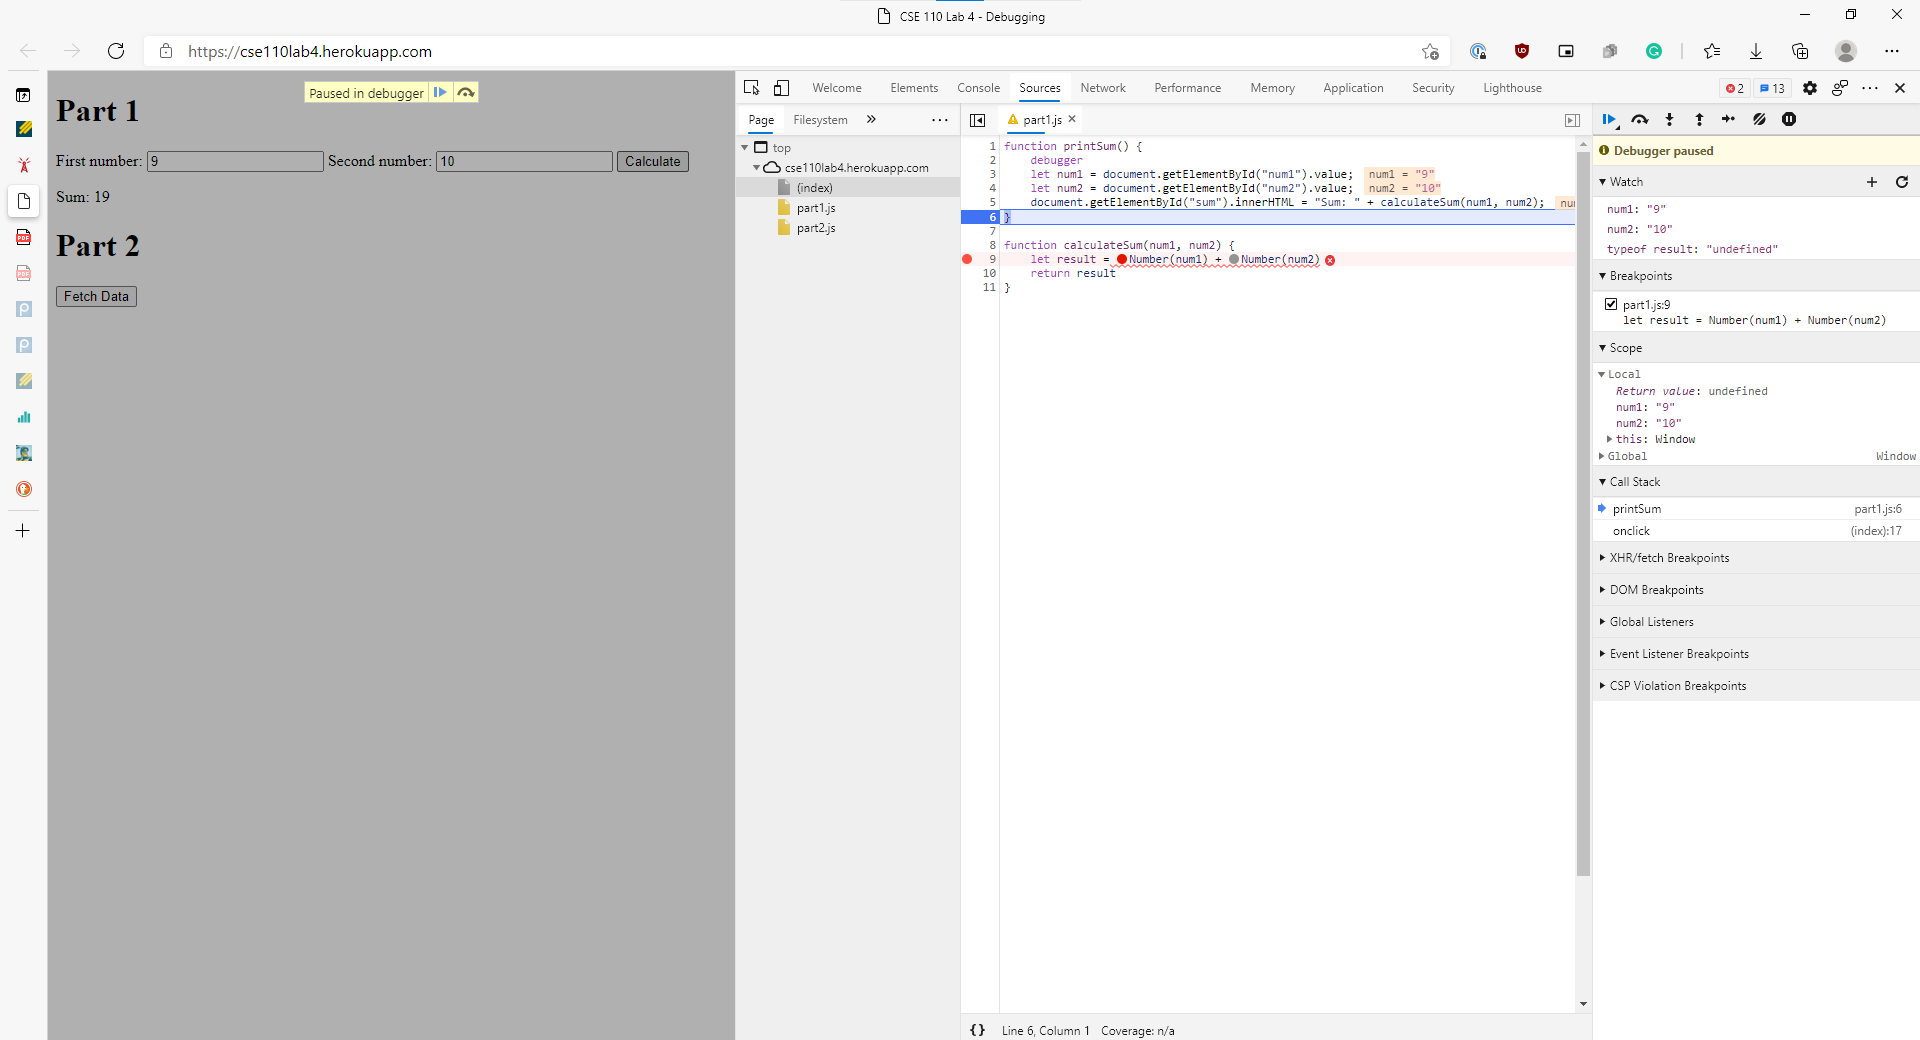 CSE 110 Lab 4 - Debugging
https://cse110lab4.herokuapp.com
Part 1
Paused in debugger
First number: 9 Second number: 10 Calculate
Sum: 19
Part 2
Fetch Data
Welcome Elements Console Sources Network Performance Memory Application Security Lighthouse 2 13
Page Filesystem
top
cse110lab4.herokuapp.com
(index)
part1.js
part2.js
part1.js
1 function printSum() {
2 debugger
3 let num1 = document.getElementById("num1").value; num1 = "9"
4 let num2 = document.getElementById("num2").value; num2 = "10"
5 document.getElementById("sum").innerHTML = "Sum: " + calculateSum(num1, num2); nu
6 }
7
8 function calculateSum(num1, num2) {
9 let result = Number(num1) + Number(num2)
10 return result
11 }
{} Line 6, Column 1 Coverage: n/a
Debugger paused
Watch
num1: "9"
num2: "10"
typeof result: "undefined"
Breakpoints
part1.js:9
let result = Number(num1) + Number(num2)
Scope
Local
Return value: undefined
num1: "9"
num2: "10"
this: Window
Global Window
Call Stack
printSum part1.js:6
onclick (index):17
XHR/fetch Breakpoints
DOM Breakpoints
Global Listeners
Event Listener Breakpoints
CSP Violation Breakpoints